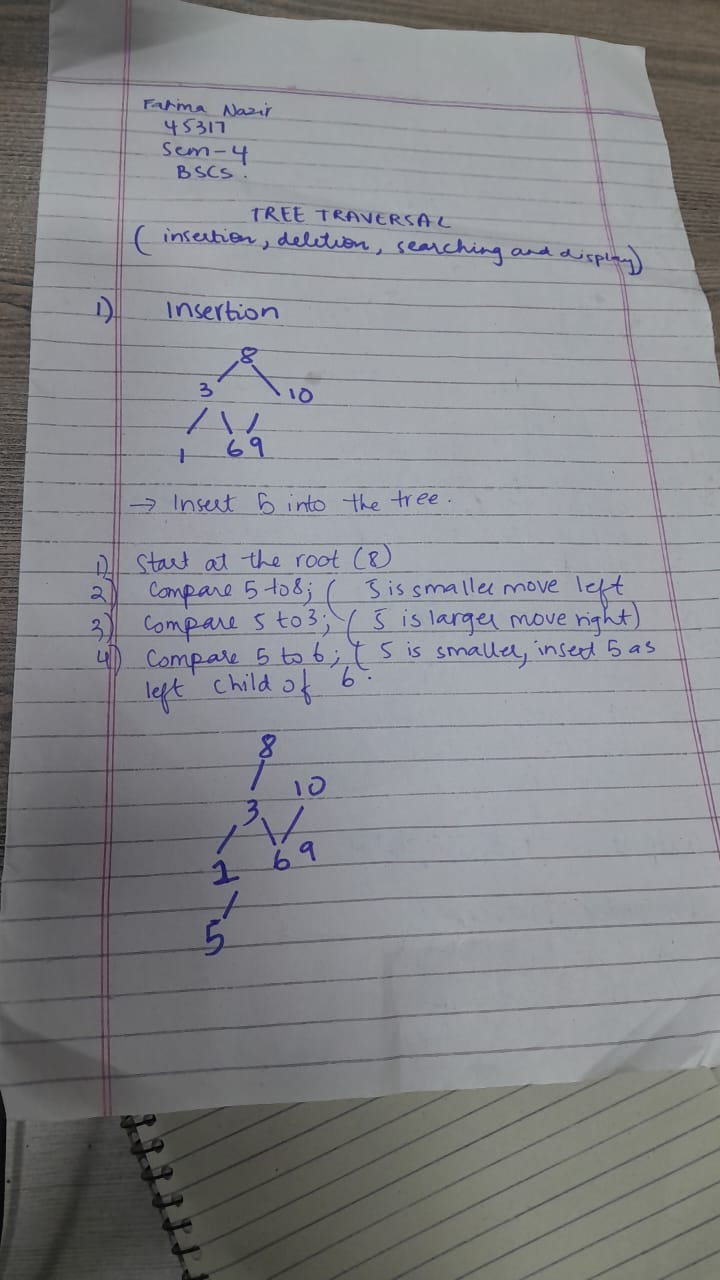 Fatima Nazir
45317
Sem-4
BSCS.
TREE TRAVERSAL
( insertion, deletion, searching and display)
1) Insertion
8
3 10
1 6 9
→ Insert 5 into the tree.
1) Start at the root (8)
2) Compare 5 to 8; ( 5 is smaller move left
3) Compare 5 to 3; ( 5 is larger move right)
4) Compare 5 to 6; ( 5 is smaller, insert 5 as
left child of 6.
8
10
3
1 6 9
5